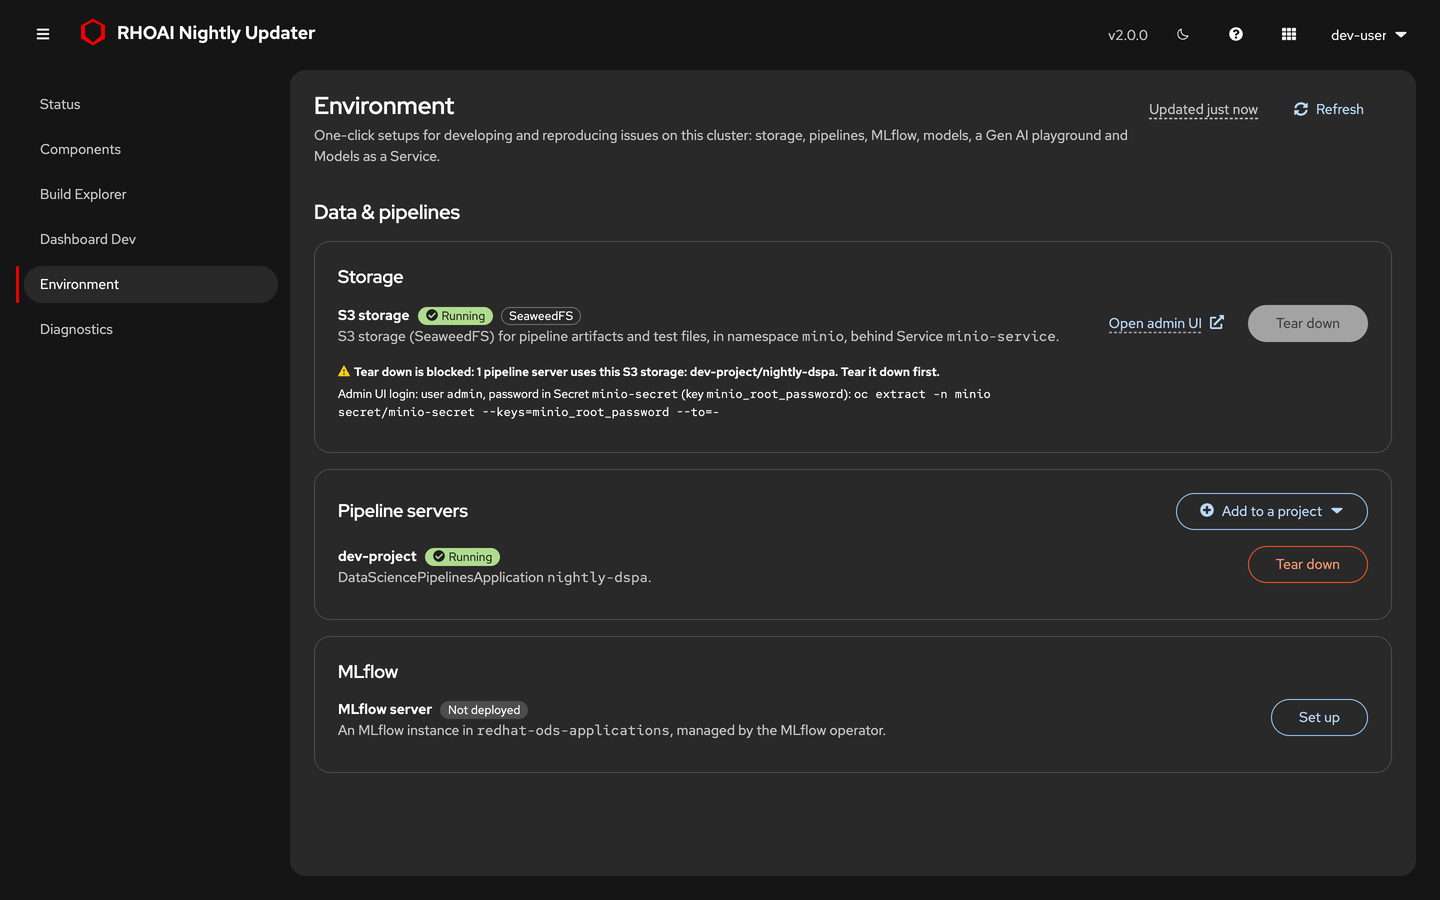 RHOAI Nightly Updater
v2.0.0
dev-user
Status
Components
Build Explorer
Dashboard Dev
Environment
Diagnostics
Environment
Updated just now
Refresh
One-click setups for developing and reproducing issues on this cluster: storage, pipelines, MLflow, models, a Gen AI playground and
Models as a Service.
Data & pipelines
Storage
S3 storage Running SeaweedFS
S3 storage (SeaweedFS) for pipeline artifacts and test files, in namespace minio, behind Service minio-service.
Open admin UI
Tear down
Tear down is blocked: 1 pipeline server uses this S3 storage: dev-project/nightly-dspa. Tear it down first.
Admin UI login: user admin, password in Secret minio-secret (key minio_root_password): oc extract -n minio
secret/minio-secret --keys=minio_root_password --to=-
Pipeline servers
Add to a project
dev-project Running
DataSciencePipelinesApplication nightly-dspa.
Tear down
MLflow
MLflow server Not deployed
An MLflow instance in redhat-ods-applications, managed by the MLflow operator.
Set up